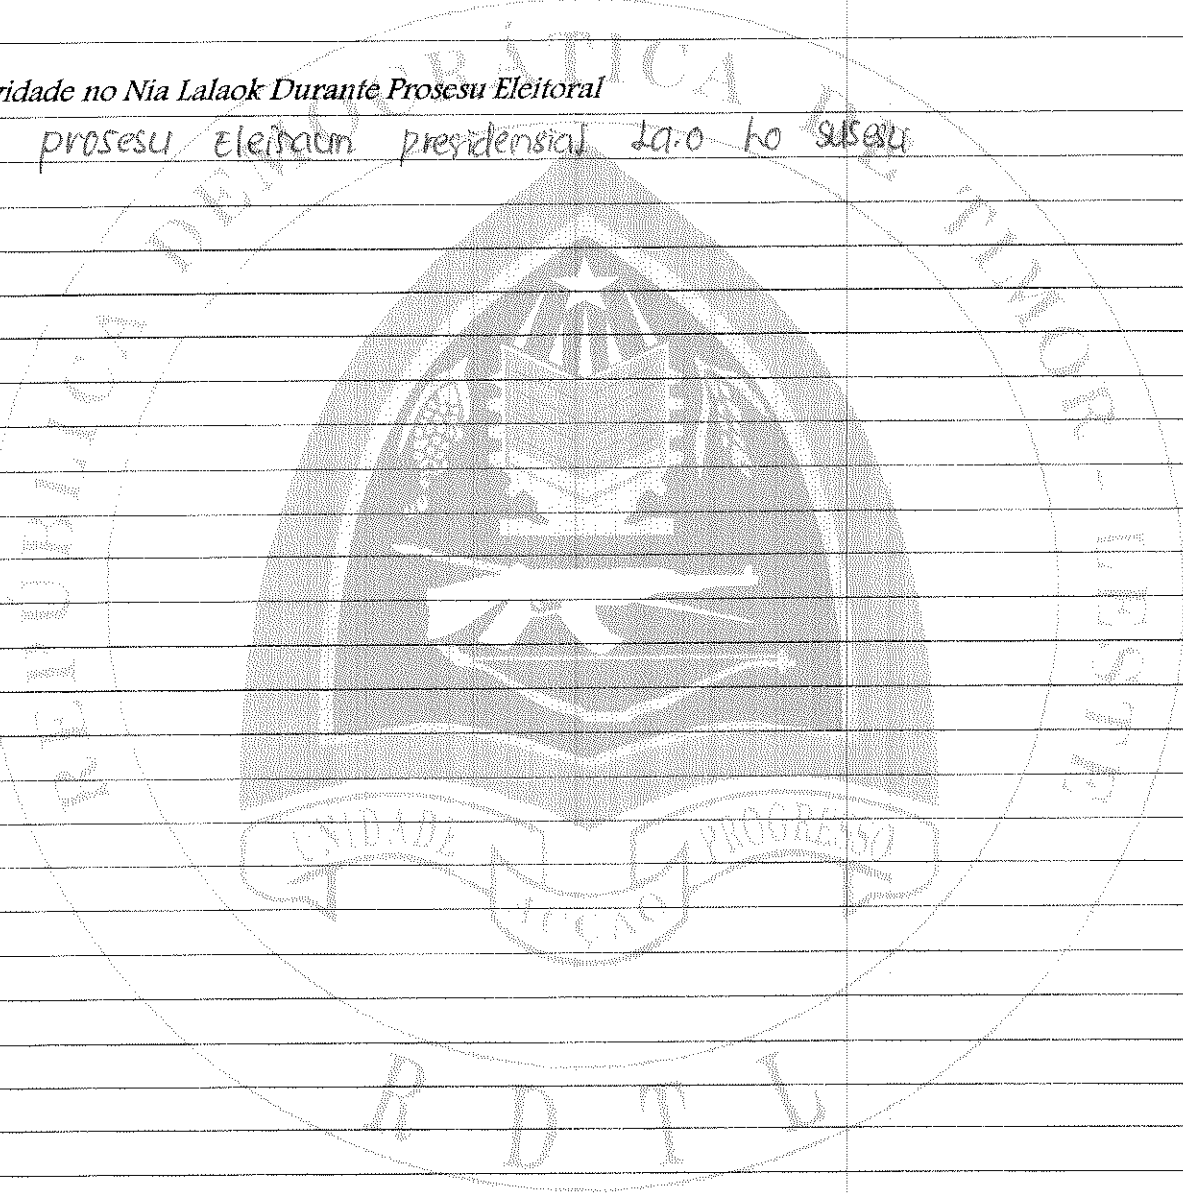 vidade no Nia Lalaok Durante Prosesu Eleitoral
prosesu Eleisaun presidensial La.o ho susesu
REPÚBLICA DEMOCRÁTICA DE TIMOR-LESTE
UNIDADE
PROGRESSO
ACÇÃO
R D T L